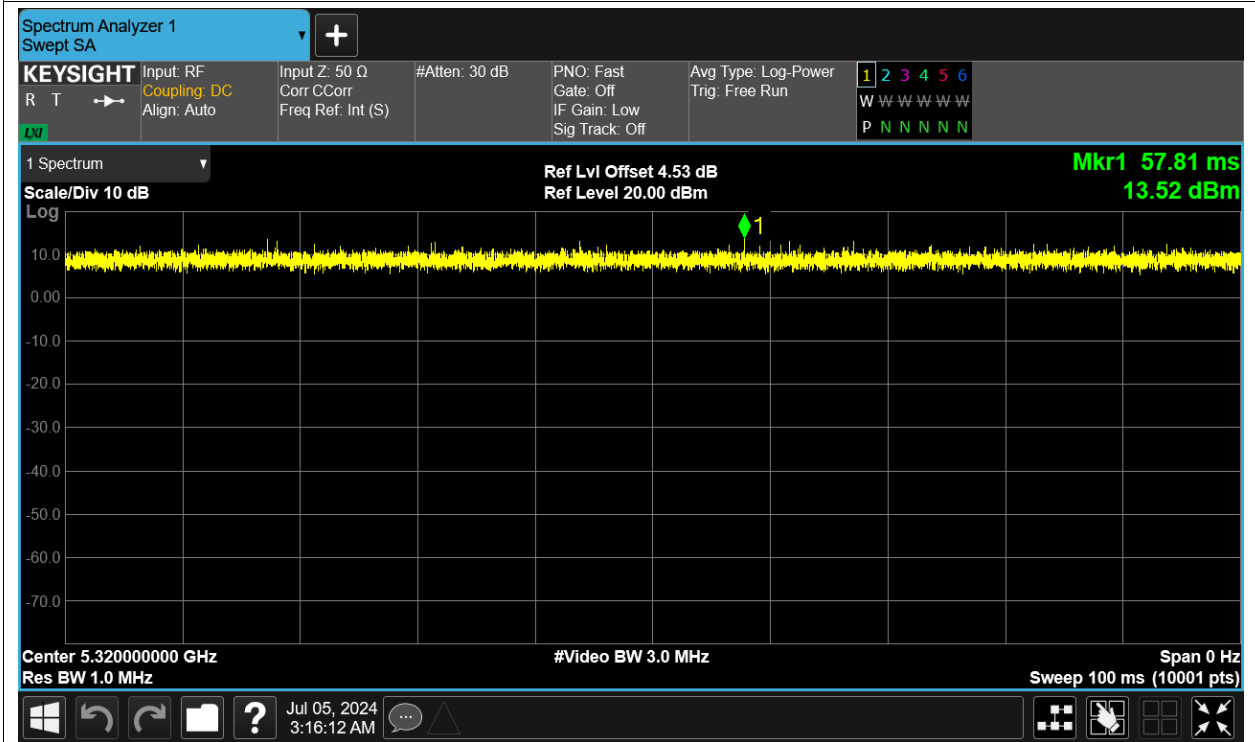 Spectrum Analyzer 1
Swept SA
+
KEYSIGHT
R T
LXI
Input: RF
Coupling: DC
Align: Auto
Input Z: 50 Ω
Corr CCorr
Freq Ref: Int (S)
#Atten: 30 dB
PNO: Fast
Gate: Off
IF Gain: Low
Sig Track: Off
Avg Type: Log-Power
Trig: Free Run
1 2 3 4 5 6
W W W W W W
P N N N N N
1 Spectrum
Scale/Div 10 dB
Ref Lvl Offset 4.53 dB
Ref Level 20.00 dBm
Mkr1 57.81 ms
13.52 dBm
Log
1
10.0
0.00
-10.0
-20.0
-30.0
-40.0
-50.0
-60.0
-70.0
Center 5.320000000 GHz
Res BW 1.0 MHz
#Video BW 3.0 MHz
Span 0 Hz
Sweep 100 ms (10001 pts)
?
Jul 05, 2024
3:16:12 AM